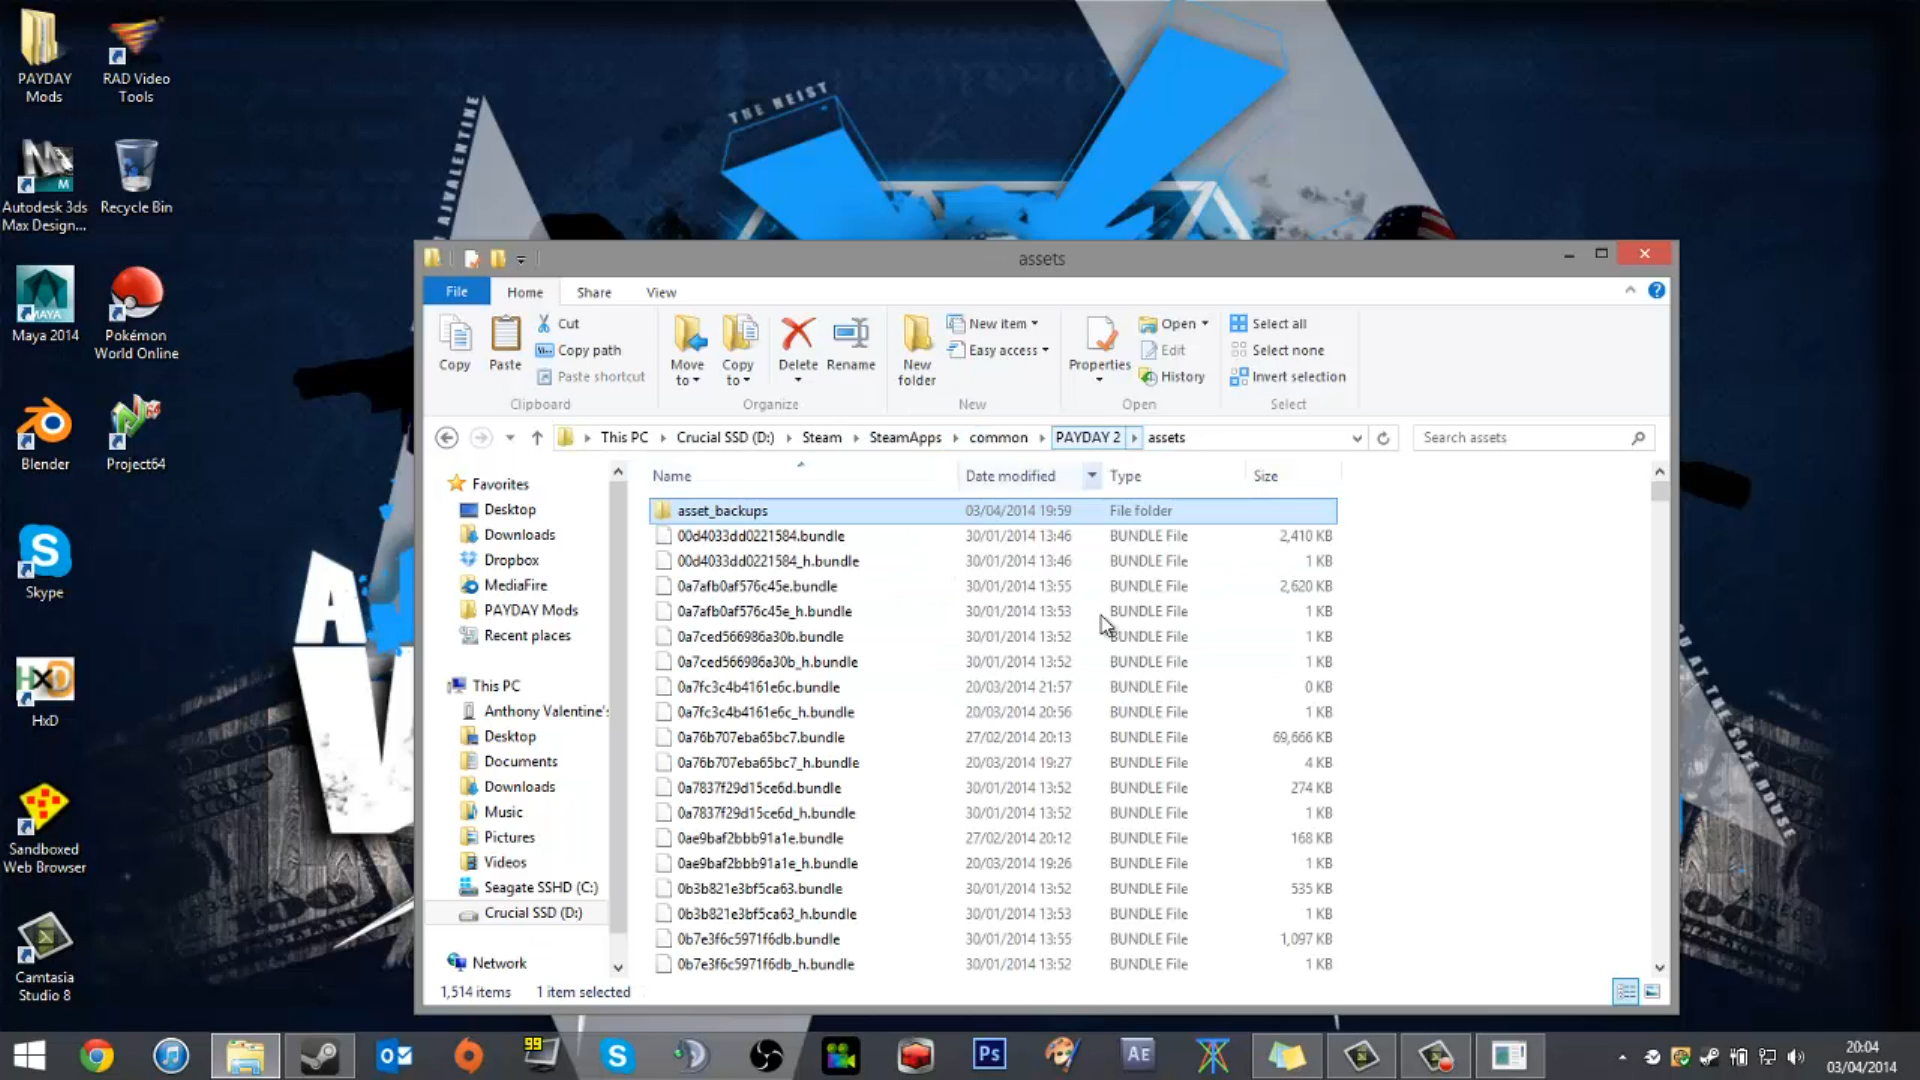 PAYDAY
Mods
RAD Video
Tools
Autodesk 3ds
Max Design...
Recycle Bin
Maya 2014
Pokémon
World Online
Blender
Project64
Skype
HxD
Sandboxed
Web Browser
Camtasia
Studio 8
THE HEIST
assets
File
Home
Share
View
Copy
Paste
Cut
Copy path
Paste shortcut
Clipboard
Move
to
Copy
to
Delete
Rename
Organize
New
folder
New item
Easy access
New
Properties
Open
Edit
History
Open
Select all
Select none
Invert selection
Select
This PC
Crucial SSD (D:)
Steam
SteamApps
common
PAYDAY 2
assets
Search assets
Name
Date modified
Type
Size
Favorites
Desktop
Downloads
Dropbox
MediaFire
PAYDAY Mods
Recent places
This PC
Anthony Valentine's
Desktop
Documents
Downloads
Music
Pictures
Videos
Seagate SSHD (C:)
Crucial SSD (D:)
Network
asset_backups 03/04/2014 19:59 File folder
00d4033dd0221584.bundle 30/01/2014 13:46 BUNDLE File 2,410 KB
00d4033dd0221584_h.bundle 30/01/2014 13:46 BUNDLE File 1 KB
0a7afb0af576c45e.bundle 30/01/2014 13:55 BUNDLE File 2,620 KB
0a7afb0af576c45e_h.bundle 30/01/2014 13:53 BUNDLE File 1 KB
0a7ced566986a30b.bundle 30/01/2014 13:52 BUNDLE File 1 KB
0a7ced566986a30b_h.bundle 30/01/2014 13:52 BUNDLE File 1 KB
0a7fc3c4b4161e6c.bundle 20/03/2014 21:57 BUNDLE File 0 KB
0a7fc3c4b4161e6c_h.bundle 20/03/2014 20:56 BUNDLE File 1 KB
0a76b707eba65bc7.bundle 27/02/2014 20:13 BUNDLE File 69,666 KB
0a76b707eba65bc7_h.bundle 20/03/2014 19:27 BUNDLE File 4 KB
0a7837f29d15ce6d.bundle 30/01/2014 13:52 BUNDLE File 274 KB
0a7837f29d15ce6d_h.bundle 30/01/2014 13:52 BUNDLE File 1 KB
0ae9baf2bbb91a1e.bundle 27/02/2014 20:12 BUNDLE File 168 KB
0ae9baf2bbb91a1e_h.bundle 20/03/2014 19:26 BUNDLE File 1 KB
0b3b821e3bf5ca63.bundle 30/01/2014 13:52 BUNDLE File 535 KB
0b3b821e3bf5ca63_h.bundle 30/01/2014 13:53 BUNDLE File 1 KB
0b7e3f6c5971f6db.bundle 30/01/2014 13:55 BUNDLE File 1,097 KB
0b7e3f6c5971f6db_h.bundle 30/01/2014 13:52 BUNDLE File 1 KB
1,514 items
1 item selected
99
Ps
AE
20:04
03/04/2014